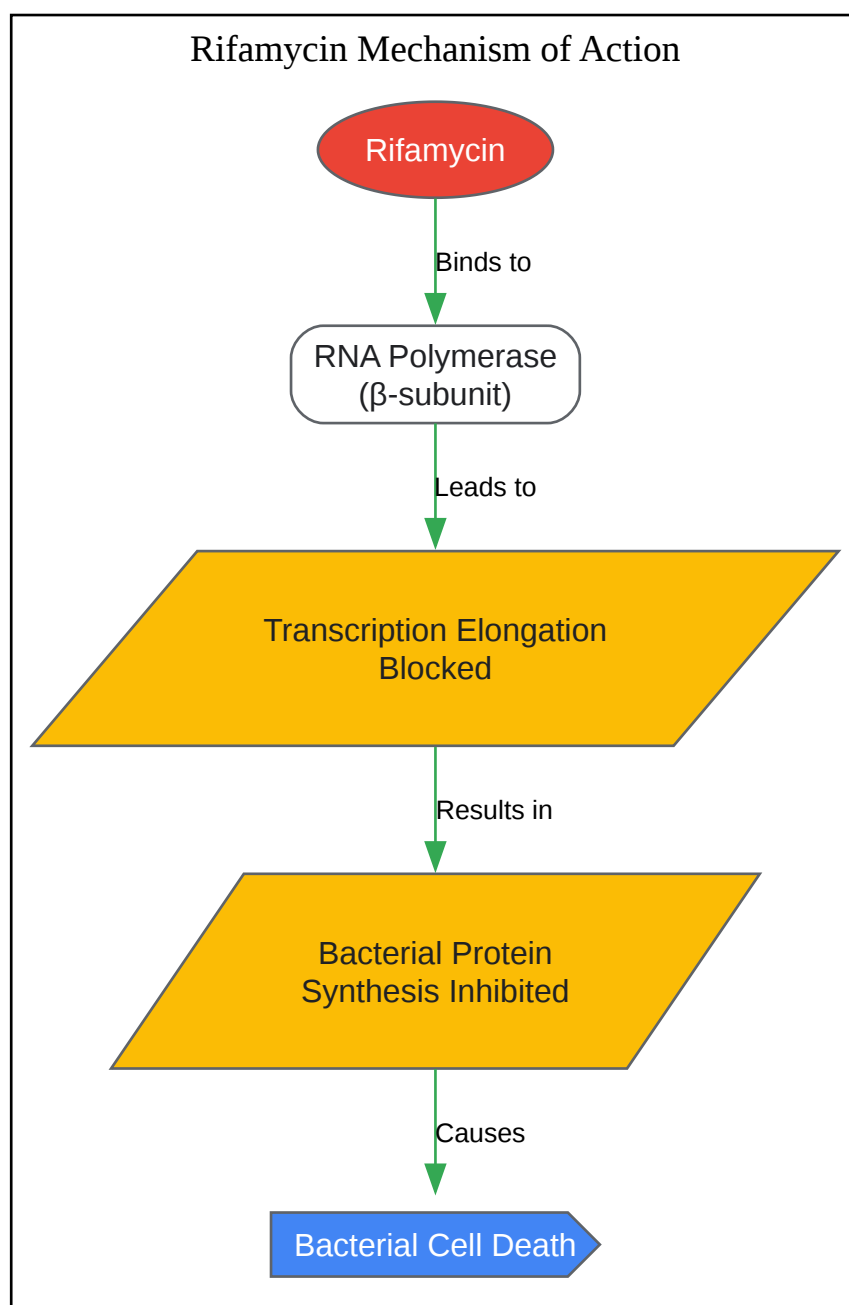 Rifamycin Mechanism of Action
Rifamycin
Binds to
RNA Polymerase
(β-subunit)
Leads to
Transcription Elongation
Blocked
Results in
Bacterial Protein
Synthesis Inhibited
Causes
Bacterial Cell Death